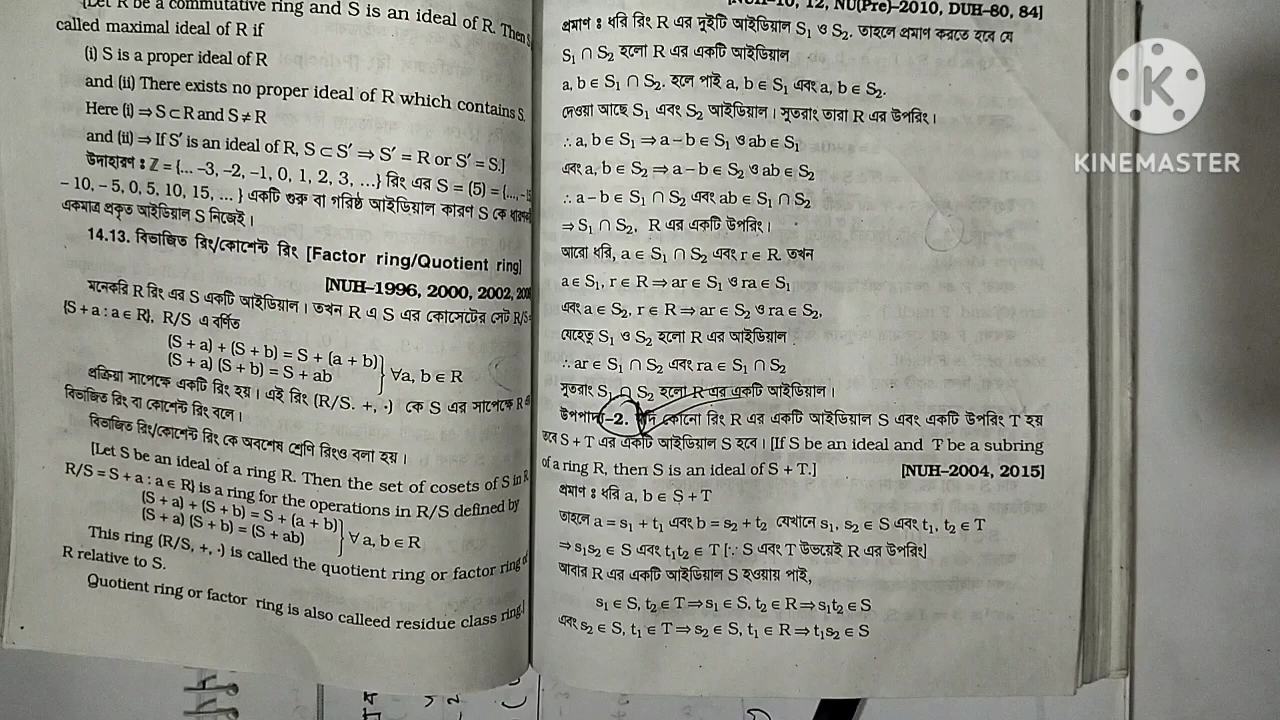 [Let R be a commutative ring and S is an ideal of R. Then S
called maximal ideal of R if
(i) S is a proper ideal of R
and (ii) There exists no proper ideal of R which contains S.
Here (i) ⇒ S ⊂ R and S ≠ R
and (ii) ⇒ If S′ is an ideal of R, S ⊂ S′ ⇒ S′ = R or S′ = S.]
উদাহরণ : ℤ = {... –3, –2, –1, 0, 1, 2, 3, ...} রিং এর S = (5) = {..., –15
– 10, – 5, 0, 5, 10, 15, ... } একটি গুরু বা গরিষ্ঠ আইডিয়াল কারণ S কে
একমাত্র প্রকৃত আইডিয়াল S নিজেই।
14.13. বিভাজিত রিং/কোশেন্ট রিং [Factor ring/Quotient ring]
[NUH–1996, 2000, 2002,
মনেকরি R রিং এর S একটি আইডিয়াল। তখন R এ S এর কোসেটের সেট R/S=
{S + a : a ∈ R}, R/S এ বর্ণিত
(S + a) + (S + b) = S + (a + b)
(S + a) (S + b) = S + ab} ∀a, b ∈ R
প্রক্রিয়া সাপেক্ষে একটি রিং হয়। এই রিং (R/S. +, ·) কে S এর সাপেক্ষে R এর
বিভাজিত রিং বা কোশেন্ট রিং বলে।
বিভাজিত রিং/কোশেন্ট রিং কে অবশেষ শ্রেণি রিংও বলা হয়।
[Let S be an ideal of a ring R. Then the set of cosets of S in R
R/S = S + a : a ∈ R} is a ring for the operations in R/S defined by
(S + a) + (S + b) = S + (a + b)
(S + a) (S + b) = (S + ab)} ∀ a, b ∈ R
This ring (R/S, +, ·) is called the quotient ring or factor ring of
R relative to S.
Quotient ring or factor ring is also calleed residue class ring.]
[NUH–10, 12, NU(Pre)–2010, DUH–80, 84]
প্রমাণ : ধরি রিং R এর দুইটি আইডিয়াল S₁ ও S₂. তাহলে প্রমাণ করতে হবে যে
S₁ ∩ S₂ হলো R এর একটি আইডিয়াল
a, b ∈ S₁ ∩ S₂. হলে পাই a, b ∈ S₁ এবং a, b ∈ S₂.
দেওয়া আছে S₁ এবং S₂ আইডিয়াল। সুতরাং তারা R এর উপরিং।
∴ a, b ∈ S₁ ⇒ a – b ∈ S₁ ও ab ∈ S₁
এবং a, b ∈ S₂ ⇒ a – b ∈ S₂ ও ab ∈ S₂
∴ a – b ∈ S₁ ∩ S₂ এবং ab ∈ S₁ ∩ S₂
⇒ S₁ ∩ S₂, R এর একটি উপরিং।
আরো ধরি, a ∈ S₁ ∩ S₂ এবং r ∈ R. তখন
a ∈ S₁, r ∈ R ⇒ ar ∈ S₁ ও ra ∈ S₁
এবং a ∈ S₂, r ∈ R ⇒ ar ∈ S₂ ও ra ∈ S₂,
যেহেতু S₁ ও S₂ হলো R এর আইডিয়াল
∴ ar ∈ S₁ ∩ S₂ এবং ra ∈ S₁ ∩ S₂
সুতরাং S₁ ∩ S₂ হলো R এর একটি আইডিয়াল।
উপপাদ্য–2. যদি কোনো রিং R এর একটি আইডিয়াল S এবং একটি উপরিং T হয়
তবে S + T এর একটি আইডিয়াল S হবে। [If S be an ideal and T be a subring
of a ring R, then S is an ideal of S + T.] [NUH–2004, 2015]
প্রমাণ : ধরি a, b ∈ S + T
তাহলে a = s₁ + t₁ এবং b = s₂ + t₂ যেখানে s₁, s₂ ∈ S এবং t₁, t₂ ∈ T
⇒ s₁s₂ ∈ S এবং t₁t₂ ∈ T [∵ S এবং T উভয়েই R এর উপরিং]
আবার R এর একটি আইডিয়াল S হওয়ায় পাই,
s₁ ∈ S, t₂ ∈ T ⇒ s₁ ∈ S, t₂ ∈ R ⇒ s₁t₂ ∈ S
এবং s₂ ∈ S, t₁ ∈ T ⇒ s₂ ∈ S, t₁ ∈ R ⇒ t₁s₂ ∈ S
K
KINEMASTER